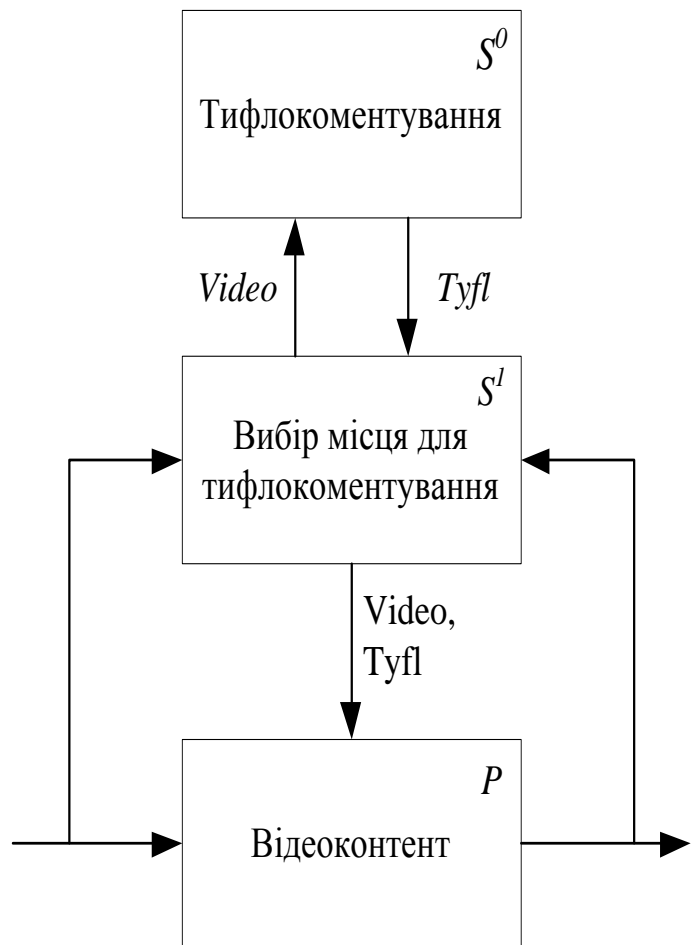 S⁰
Тифлокоментування
Video
Tyfl
S¹
Вибір місця для
тифлокоментування
Video,
Tyfl
P
Відеоконтент